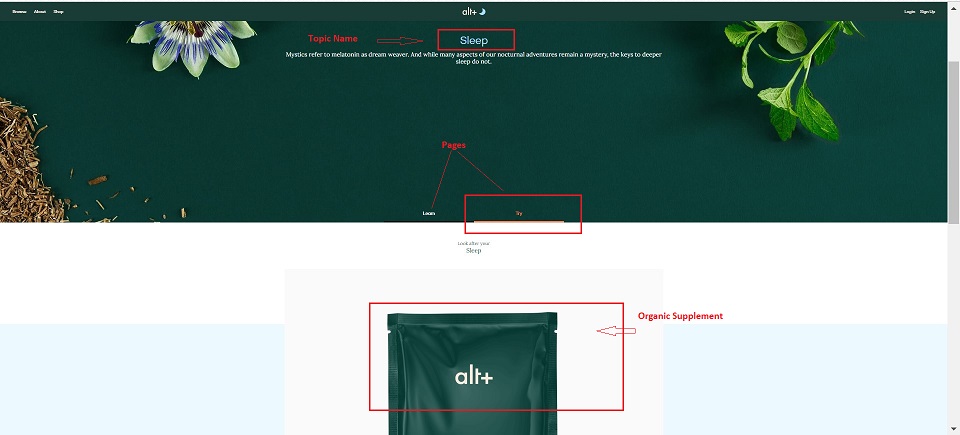 Browse About Shop alt+ Login Sign Up
Topic Name Sleep
Mystics refer to melatonin as dream weaver. And while many aspects of our nocturnal adventures remain a mystery, the keys to deeper
sleep do not.
Pages
Learn Try
Look after your
Sleep
Organic Supplement
alt+